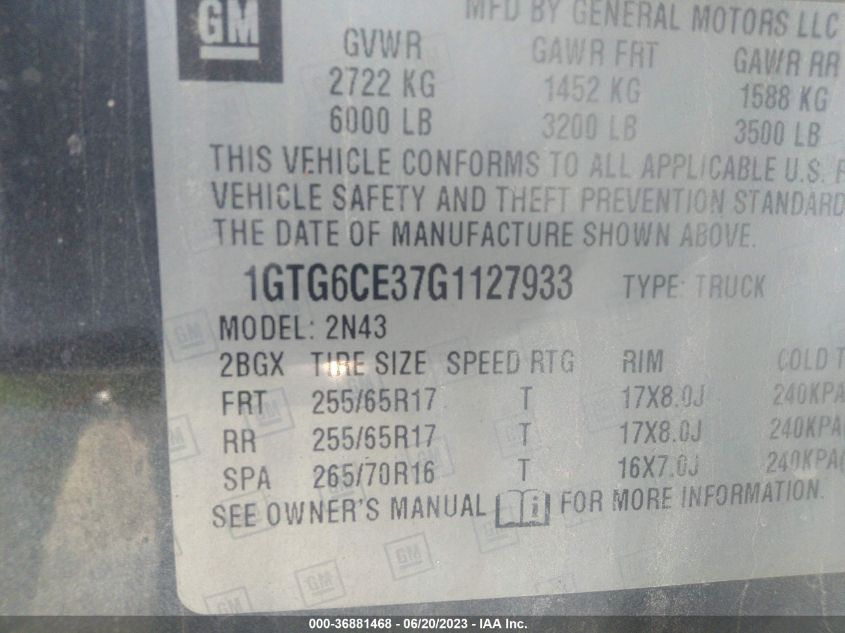 GM
MFD BY GENERAL MOTORS LLC
GVWR GAWR FRT GAWR RR
2722 KG 1452 KG 1588 KG
6000 LB 3200 LB 3500 LB
THIS VEHICLE CONFORMS TO ALL APPLICABLE U.S. F
VEHICLE SAFETY AND THEFT PREVENTION STANDARD
THE DATE OF MANUFACTURE SHOWN ABOVE.
1GTG6CE37G1127933 TYPE: TRUCK
MODEL: 2N43
2BGX TIRE SIZE SPEED RTG RIM COLD T
FRT 255/65R17 T 17X8.0J 240KPA
RR 255/65R17 T 17X8.0J 240KPA
SPA 265/70R16 T 16X7.0J 240KPA(
SEE OWNER'S MANUAL FOR MORE INFORMATION.
000-36881468 - 06/20/2023 - IAA Inc.